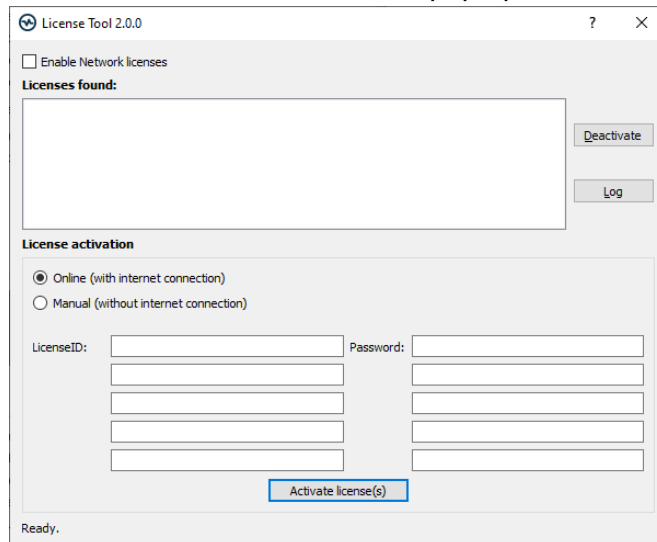 License Tool 2.0.0 ?
Enable Network licenses
Licenses found:
Deactivate
Log
License activation
Online (with internet connection)
Manual (without internet connection)
LicenseID: Password:
Activate license(s)
Ready.